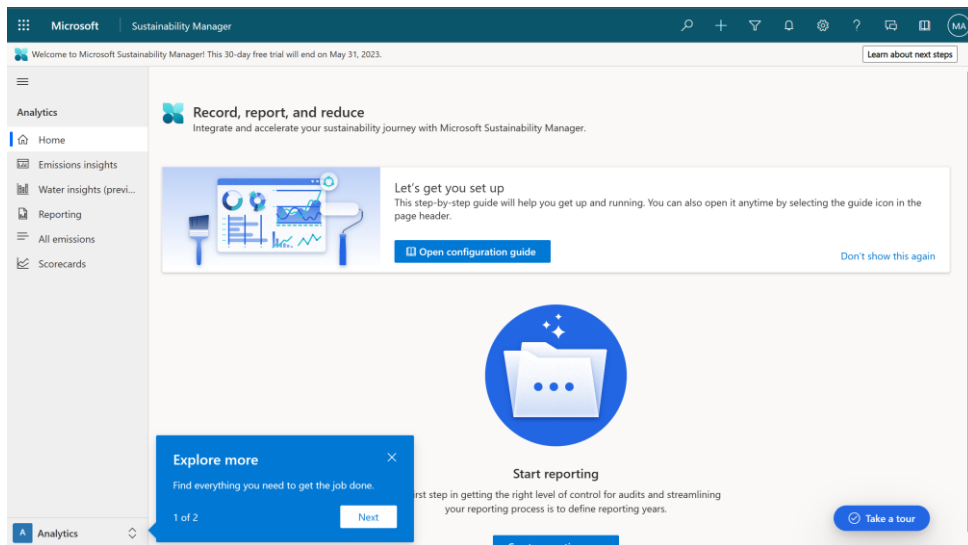 Microsoft Sustainability Manager
MA
Welcome to Microsoft Sustainability Manager! This 30-day free trial will end on May 31, 2023.
Learn about next steps
Analytics
Home
Emissions insights
Water insights (previ...
Reporting
All emissions
Scorecards
Record, report, and reduce
Integrate and accelerate your sustainability journey with Microsoft Sustainability Manager.
Let's get you set up
This step-by-step guide will help you get up and running. You can also open it anytime by selecting the guide icon in the
page header.
Open configuration guide
Don't show this again
Start reporting
rst step in getting the right level of control for audits and streamlining
your reporting process is to define reporting years.
Explore more
Find everything you need to get the job done.
1 of 2
Next
Take a tour
A Analytics